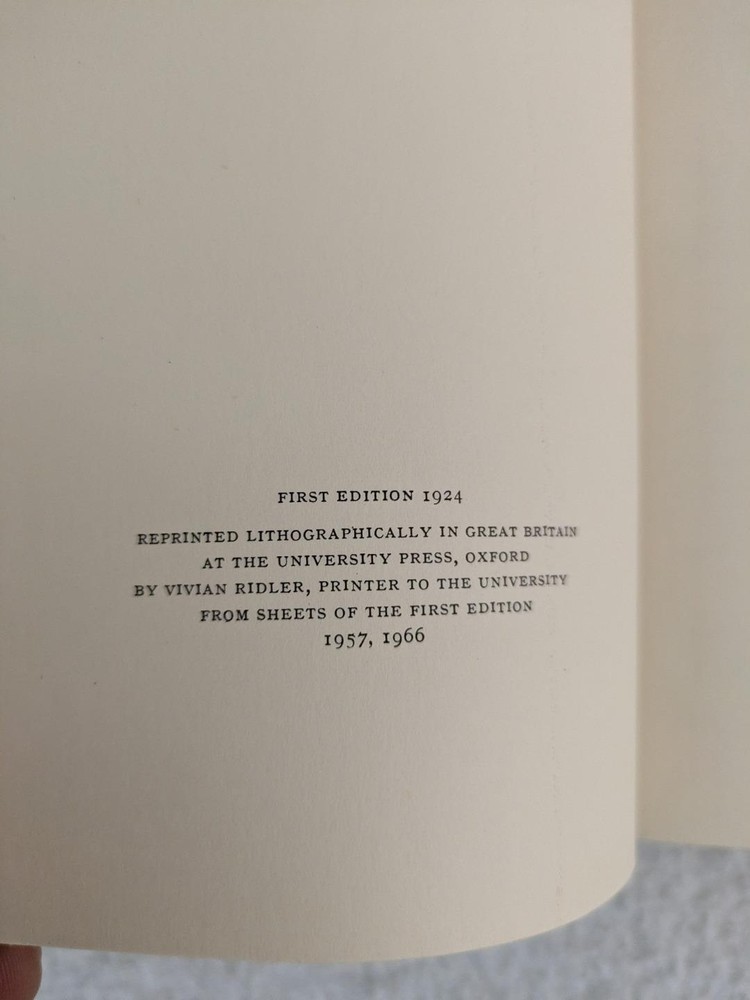 FIRST EDITION 1924
REPRINTED LITHOGRAPHICALLY IN GREAT BRITAIN
AT THE UNIVERSITY PRESS, OXFORD
BY VIVIAN RIDLER, PRINTER TO THE UNIVERSITY
FROM SHEETS OF THE FIRST EDITION
1957, 1966